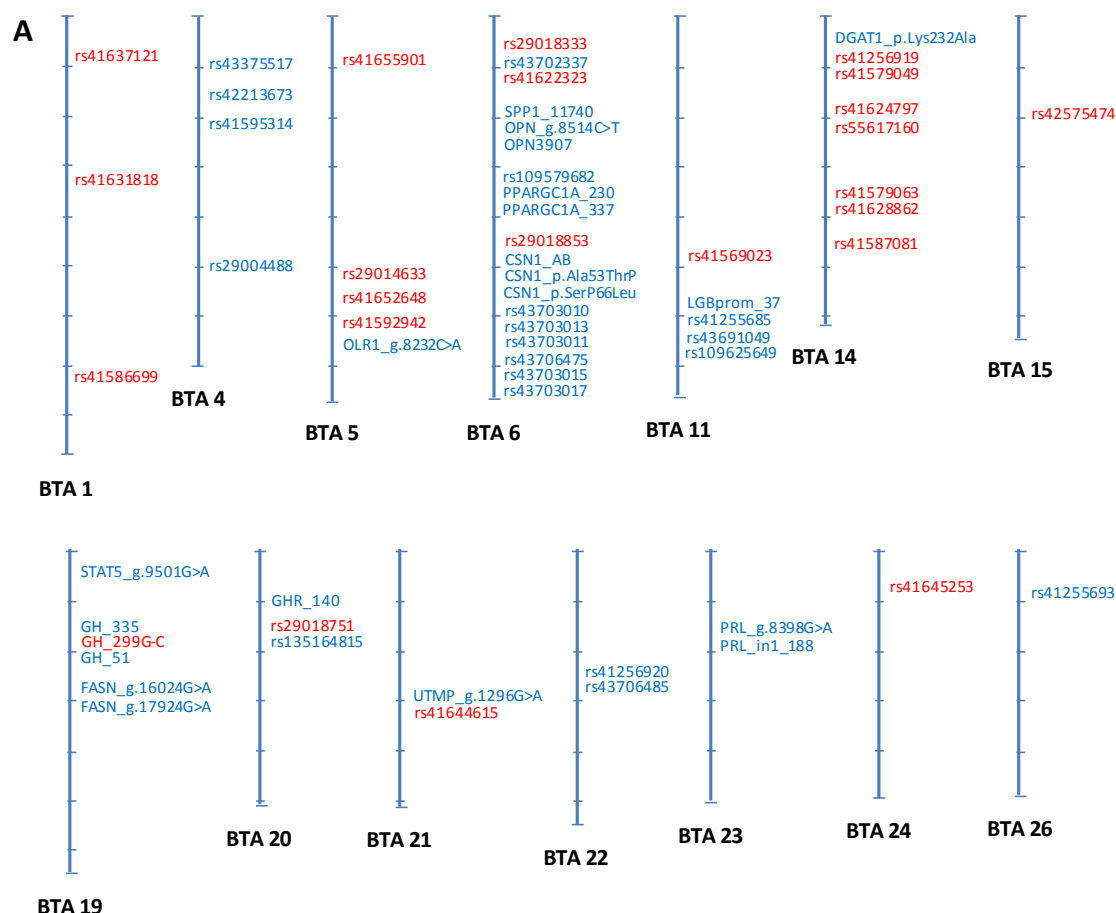 A
rs41637121
rs41631818
rs41586699
BTA 1
rs43375517
rs42213673
rs41595314
rs29004488
BTA 4
rs41655901
rs29014633
rs41652648
rs41592942
OLR1_g.8232C>A
BTA 5
rs29018333
rs43702337
rs41622323
SPP1_11740
OPN_g.8514C>T
OPN3907
rs109579682
PPARGC1A_230
PPARGC1A_337
rs29018853
CSN1_AB
CSN1_p.Ala53ThrP
CSN1_p.SerP66Leu
rs43703010
rs43703013
rs43703011
rs43706475
rs43703015
rs43703017
BTA 6
rs41569023
LGBprom_37
rs41255685
rs43691049
rs109625649
BTA 11
DGAT1_p.Lys232Ala
rs41256919
rs41579049
rs41624797
rs55617160
rs41579063
rs41628862
rs41587081
BTA 14
rs42575474
BTA 15
STAT5_g.9501G>A
GH_335
GH_299G-C
GH_51
FASN_g.16024G>A
FASN_g.17924G>A
BTA 19
GHR_140
rs29018751
rs135164815
BTA 20
UTMP_g.1296G>A
rs41644615
BTA 21
rs41256920
rs43706485
BTA 22
PRL_g.8398G>A
PRL_in1_188
BTA 23
rs41645253
BTA 24
rs41255693
BTA 26